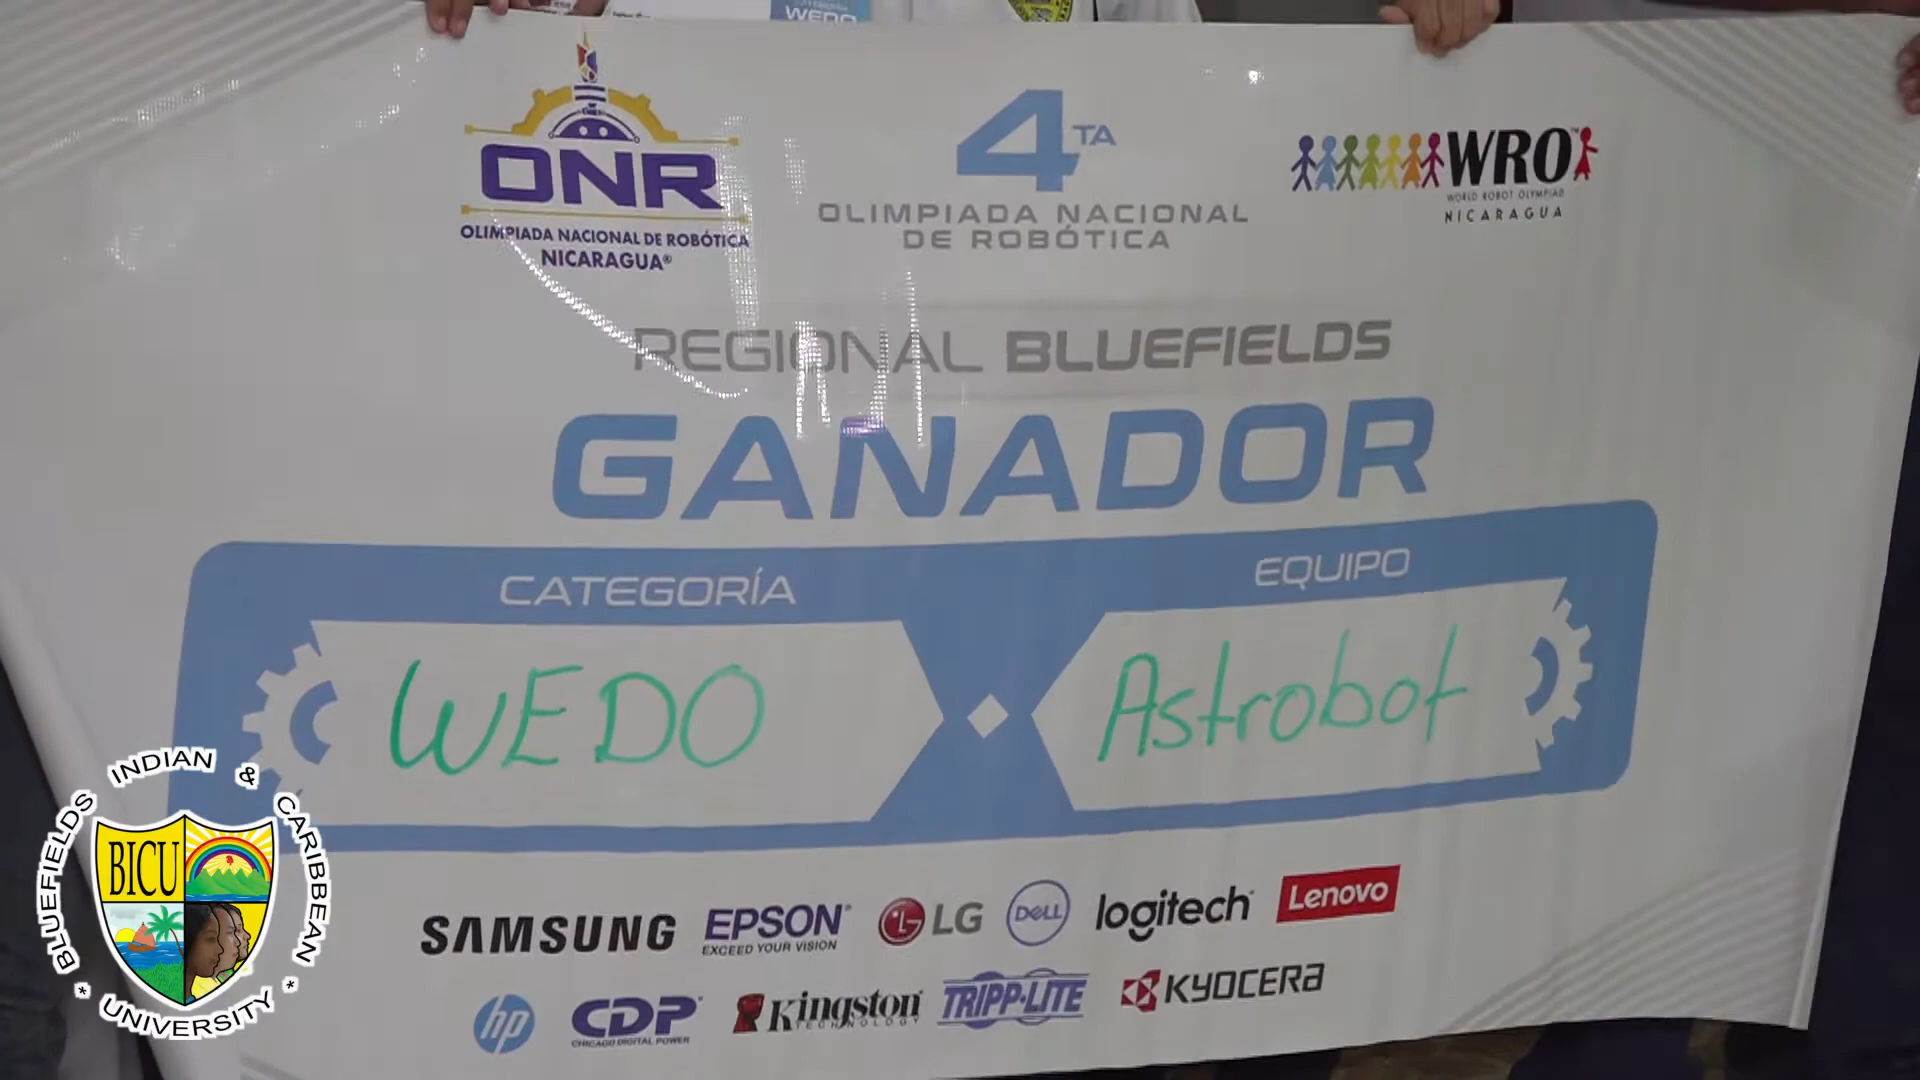 WEDO
ONR
OLIMPIADA NACIONAL DE ROBÓTICA
NICARAGUA®
4TA
OLIMPIADA NACIONAL
DE ROBÓTICA
WRO™
WORLD ROBOT OLYMPIAD
NICARAGUA
REGIONAL BLUEFIELDS
GANADOR
CATEGORÍA
EQUIPO
WEDO
Astrobot
SAMSUNG
EPSON®
EXCEED YOUR VISION
LG
DELL
logitech
Lenovo
hp
CDP®
CHICAGO DIGITAL POWER
Kingston
TECHNOLOGY
TRIPP·LITE
KYOCERA
BLUEFIELDS INDIAN & CARIBBEAN
* UNIVERSITY *
BICU